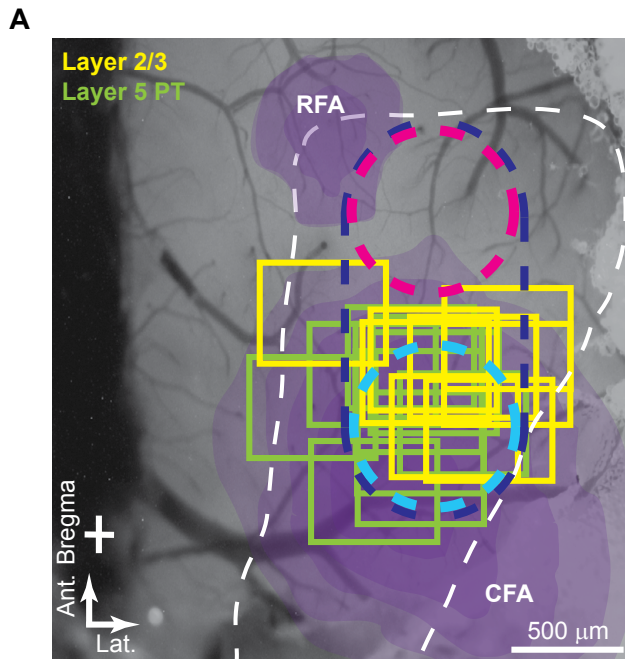 A
Layer 2/3
Layer 5 PT
RFA
Bregma
Ant.
Lat.
CFA
500 μm